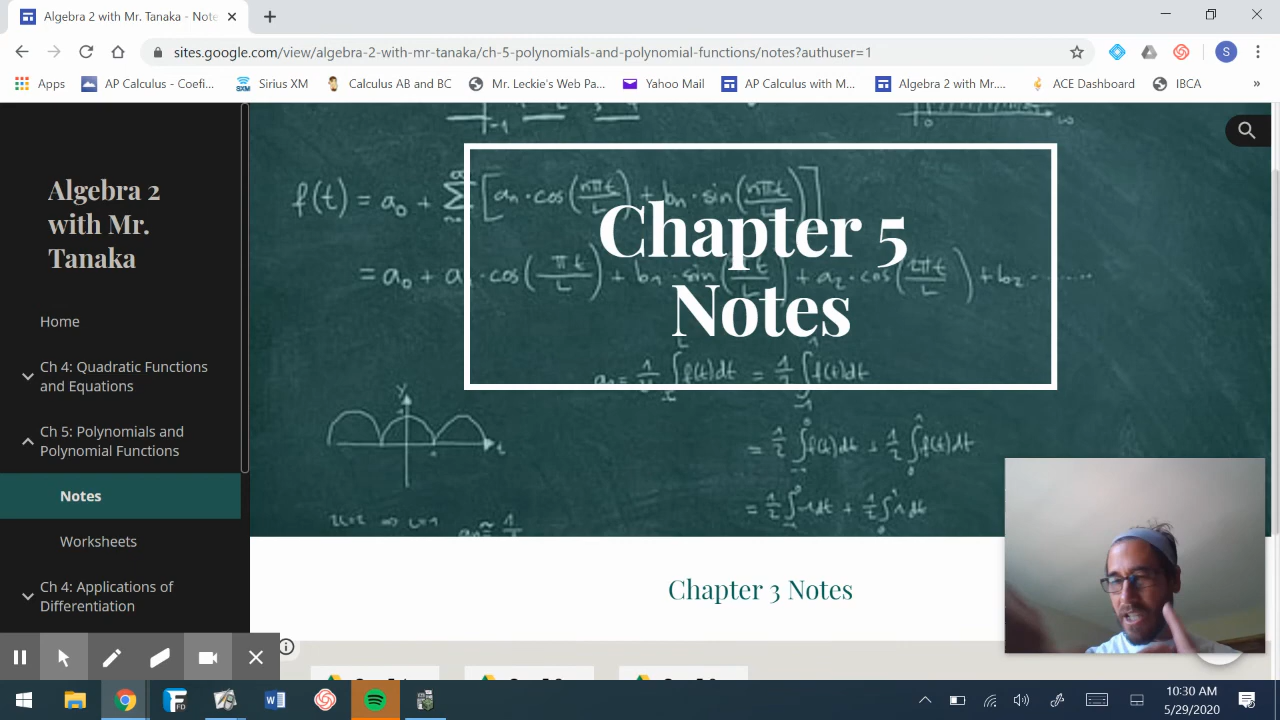 Algebra 2 with Mr. Tanaka - Note
sites.google.com/view/algebra-2-with-mr-tanaka/ch-5-polynomials-and-polynomial-functions/notes?authuser=1
S
Apps
AP Calculus - Coefi...
Sirius XM
Calculus AB and BC
Mr. Leckie's Web Pa...
Yahoo Mail
AP Calculus with M...
Algebra 2 with Mr....
ACE Dashboard
IBCA
»
Algebra 2
with Mr.
Tanaka
Home
Ch 4: Quadratic Functions
and Equations
Ch 5: Polynomials and
Polynomial Functions
Notes
Worksheets
Ch 4: Applications of
Differentiation
Chapter 5
Notes
Chapter 3 Notes
10:30 AM
5/29/2020